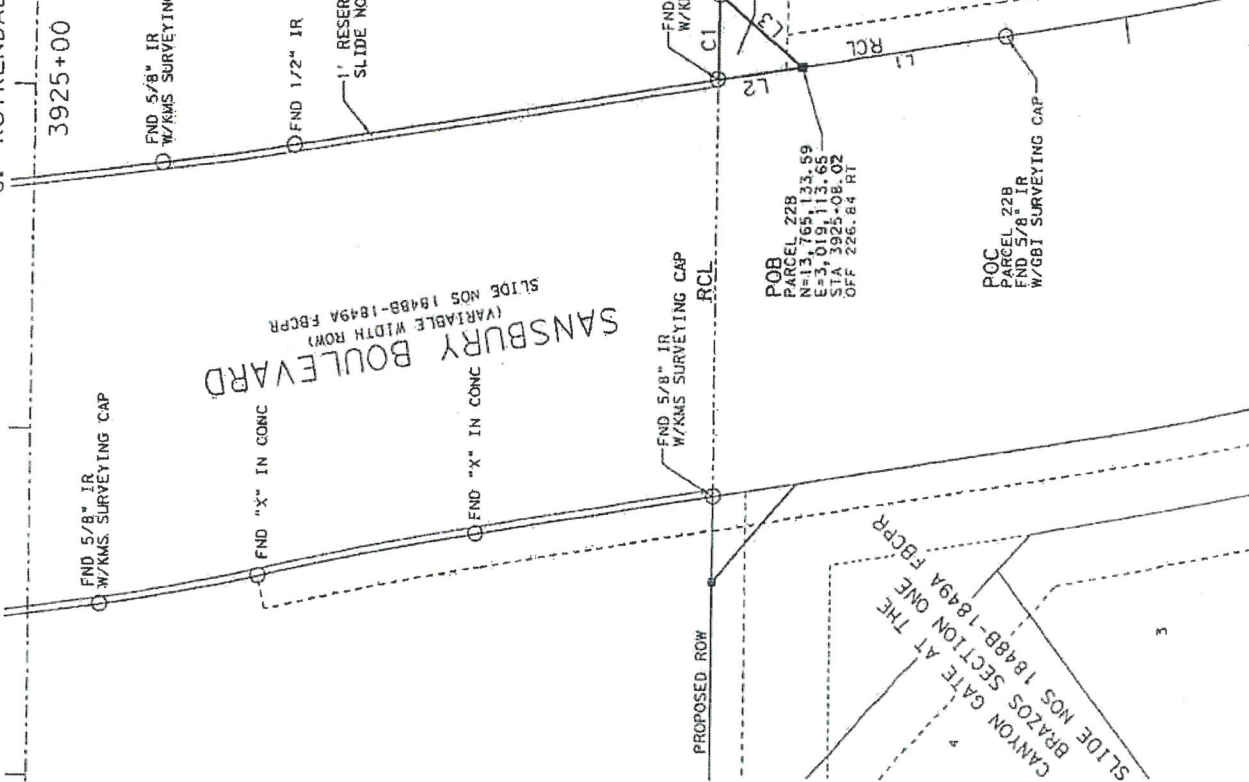 3925+00
FND 5/8" IR
W/KMS SURVEYING
FND 1/2" IR
1' RESER
SLIDE NO
FND
W/K
C1
L3
RCL
L1
L2
SANSBURY BOULEVARD
(VARIABLE WIDTH ROW)
SLIDE NOS 1848B-1849A FBCPR
FND 5/8" IR
W/KMS SURVEYING CAP
FND "X" IN CONC
FND "X" IN CONC
FND 5/8" IR
W/KMS SURVEYING CAP
RCL
POB
PARCEL 22B
N=13,765,133.59
E=3,019,113.65
STA 3925+08.02
OFF 226.84 RT
POC
PARCEL 22B
FND 5/8" IR
W/GBI SURVEYING CAP
PROPOSED ROW
CANYON GATE AT THE
BRAZOS SECTION ONE
SLIDE NOS 1848B-1849A FBCPR
4
3